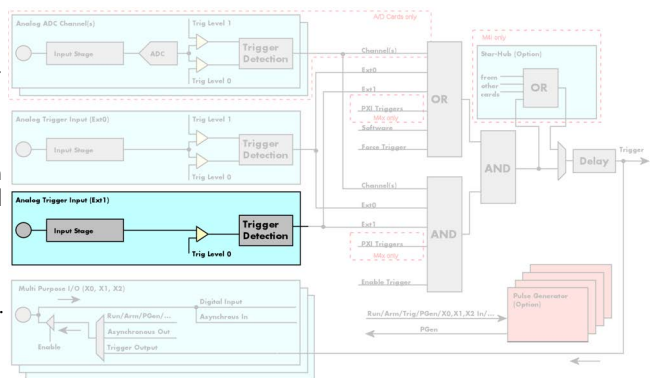 Analog ADC Channel(s)
Trig Level 1
A/D Cards only
M4i only
Input Stage
ADC
Trigger
Detection
Trig Level 0
Channel(s)
Ext0
Ext1
PXI Triggers
M4x only
Software
Force Trigger
OR
Star-Hub (Option)
from
other
cards
OR
Analog Trigger Input (Ext0)
Trig Level 1
Input Stage
Trigger
Detection
Trig Level 0
AND
Delay
Trigger
Analog Trigger Input (Ext1)
Input Stage
Trigger
Detection
Trig Level 0
Channel(s)
Ext0
Ext1
PXI Triggers
M4x only
Enable Trigger
AND
Multi Purpose I/O (X0, X1, X2)
Digital Input
Run/Arm/PGen/...
Asynchronous Out
Trigger Output
Enable
Run/Arm/Trig/PGen/X0,X1,X2 In/...
PGen
Pulse Generator
(Option)